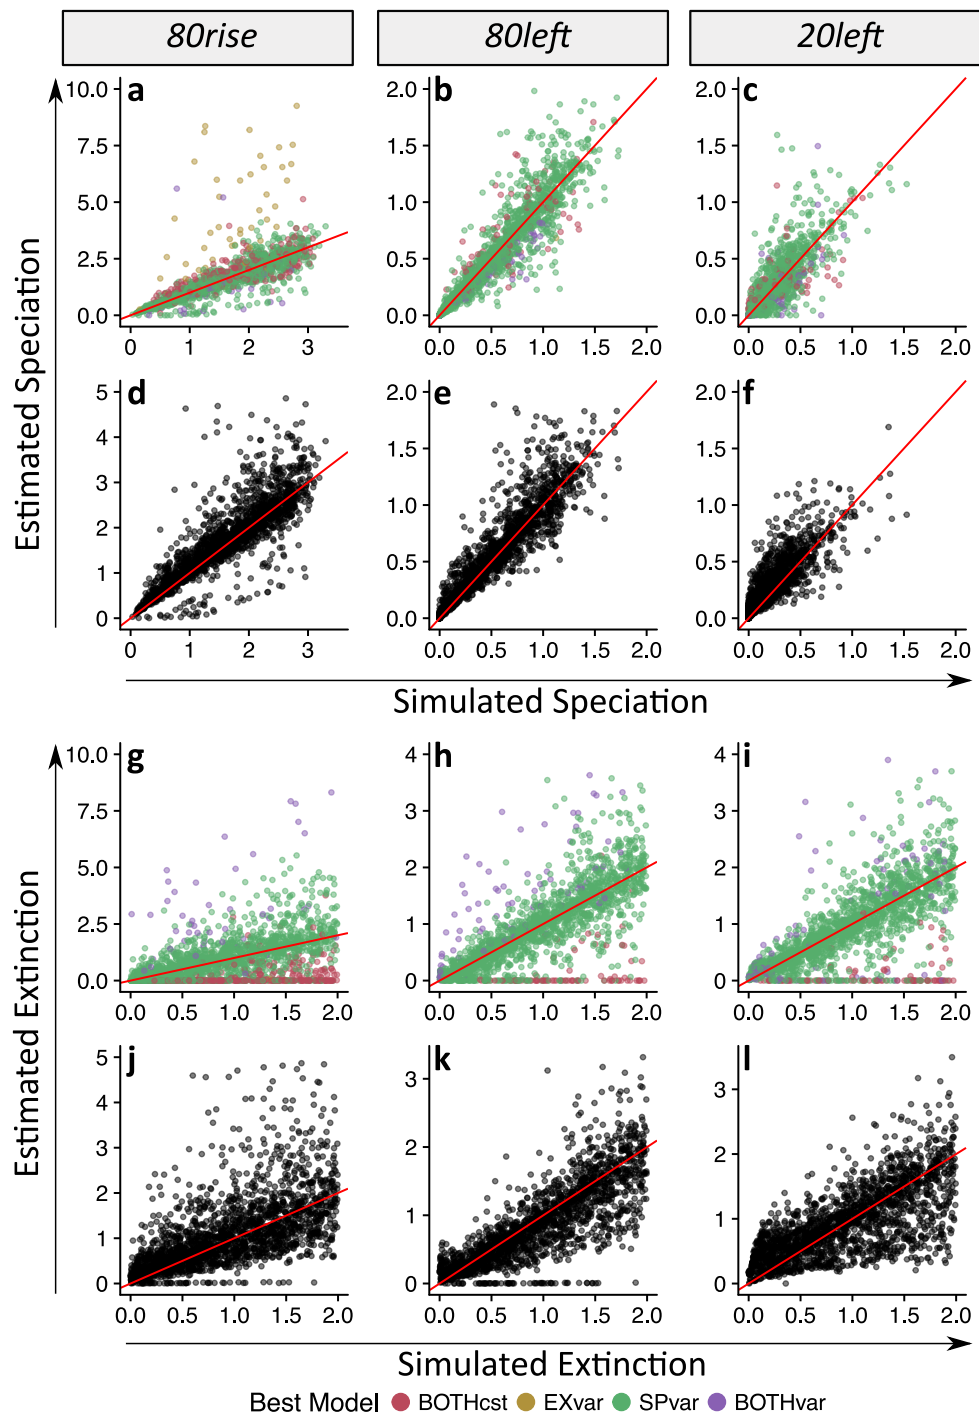 80rise 80left 20left
a b c
10.0 7.5 5.0 2.5 0.0
2.0 1.5 1.0 0.5 0.0
2.0 1.5 1.0 0.5 0.0
0 1 2 3
0.0 0.5 1.0 1.5 2.0
0.0 0.5 1.0 1.5 2.0
Estimated Speciation
d e f
5 4 3 2 1 0
2.0 1.5 1.0 0.5 0.0
2.0 1.5 1.0 0.5 0.0
0 1 2 3
0.0 0.5 1.0 1.5 2.0
0.0 0.5 1.0 1.5 2.0
Simulated Speciation
g h i
10.0 7.5 5.0 2.5 0.0
4 3 2 1 0
4 3 2 1 0
0.0 0.5 1.0 1.5 2.0
0.0 0.5 1.0 1.5 2.0
0.0 0.5 1.0 1.5 2.0
Estimated Extinction
j k l
5 4 3 2 1 0
3 2 1 0
3 2 1 0
0.0 0.5 1.0 1.5 2.0
0.0 0.5 1.0 1.5 2.0
0.0 0.5 1.0 1.5 2.0
Simulated Extinction
Best Model BOTHcst EXvar SPvar BOTHvar